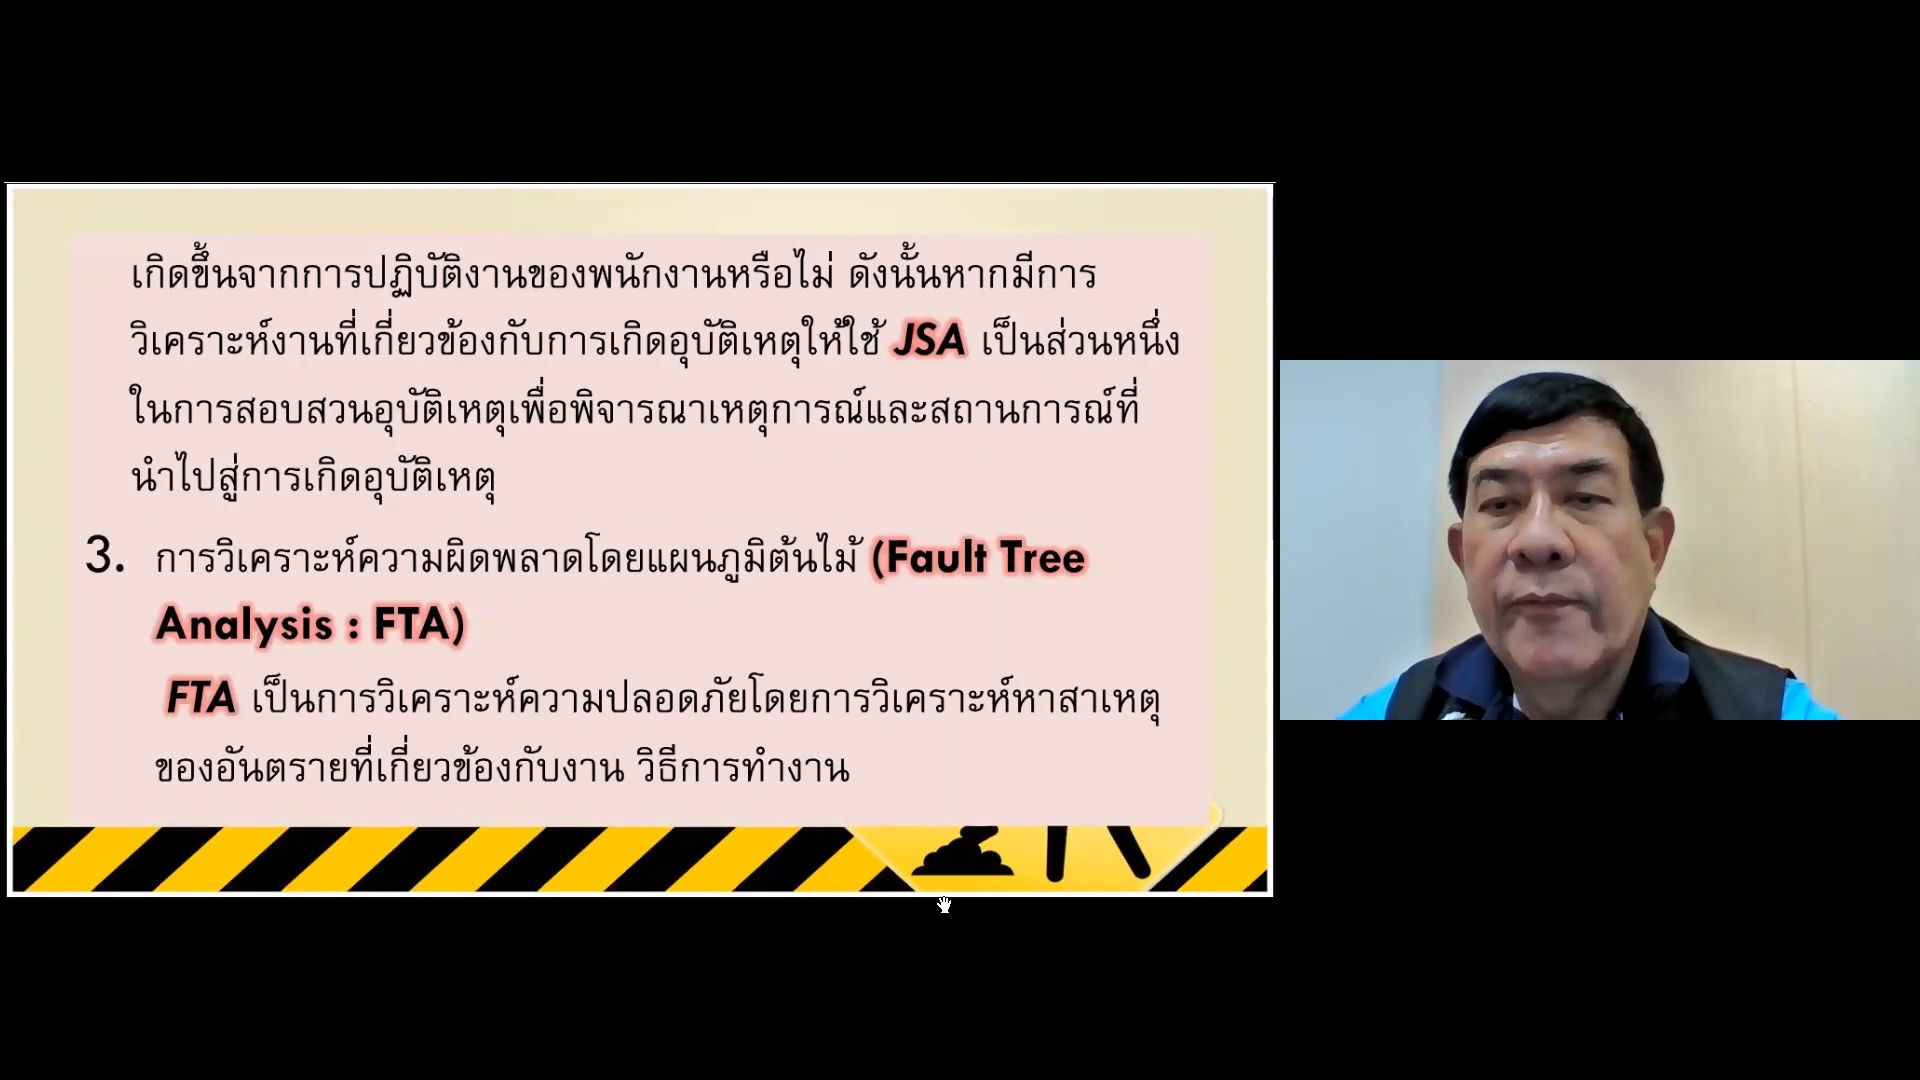 เกิดขึ้นจากการปฏิบัติงานของพนักงานหรือไม่ ดังนั้นหากมีการ
วิเคราะห์งานที่เกี่ยวข้องกับการเกิดอุบัติเหตุให้ใช้ JSA เป็นส่วนหนึ่ง
ในการสอบสวนอุบัติเหตุเพื่อพิจารณาเหตุการณ์และสถานการณ์ที่
นำไปสู่การเกิดอุบัติเหตุ
3. การวิเคราะห์ความผิดพลาดโดยแผนภูมิต้นไม้ (Fault Tree
Analysis : FTA)
FTA เป็นการวิเคราะห์ความปลอดภัยโดยการวิเคราะห์หาสาเหตุ
ของอันตรายที่เกี่ยวข้องกับงาน วิธีการทำงาน